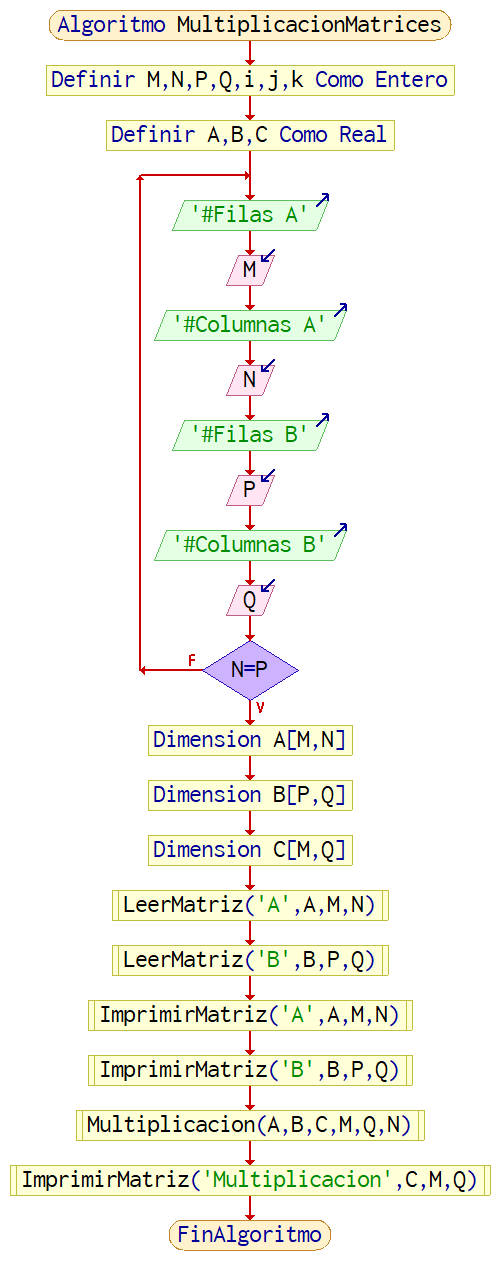 Algoritmo MultiplicacionMatrices
Definir M,N,P,Q,i,j,k Como Entero
Definir A,B,C Como Real
'#Filas A'
M
'#Columnas A'
N
'#Filas B'
P
'#Columnas B'
Q
N=P
F
V
Dimension A[M,N]
Dimension B[P,Q]
Dimension C[M,Q]
LeerMatriz('A',A,M,N)
LeerMatriz('B',B,P,Q)
ImprimirMatriz('A',A,M,N)
ImprimirMatriz('B',B,P,Q)
Multiplicacion(A,B,C,M,Q,N)
ImprimirMatriz('Multiplicacion',C,M,Q)
FinAlgoritmo